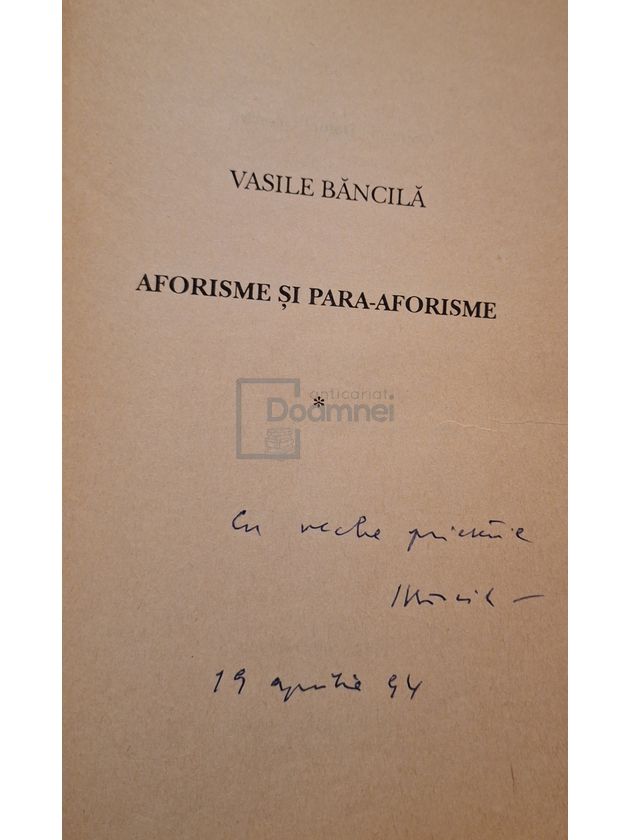 VASILE BĂNCILĂ
AFORISME ȘI PARA-AFORISME
*
anticariat
Doamnei
Cu veche prietenie
19 aprilie 94